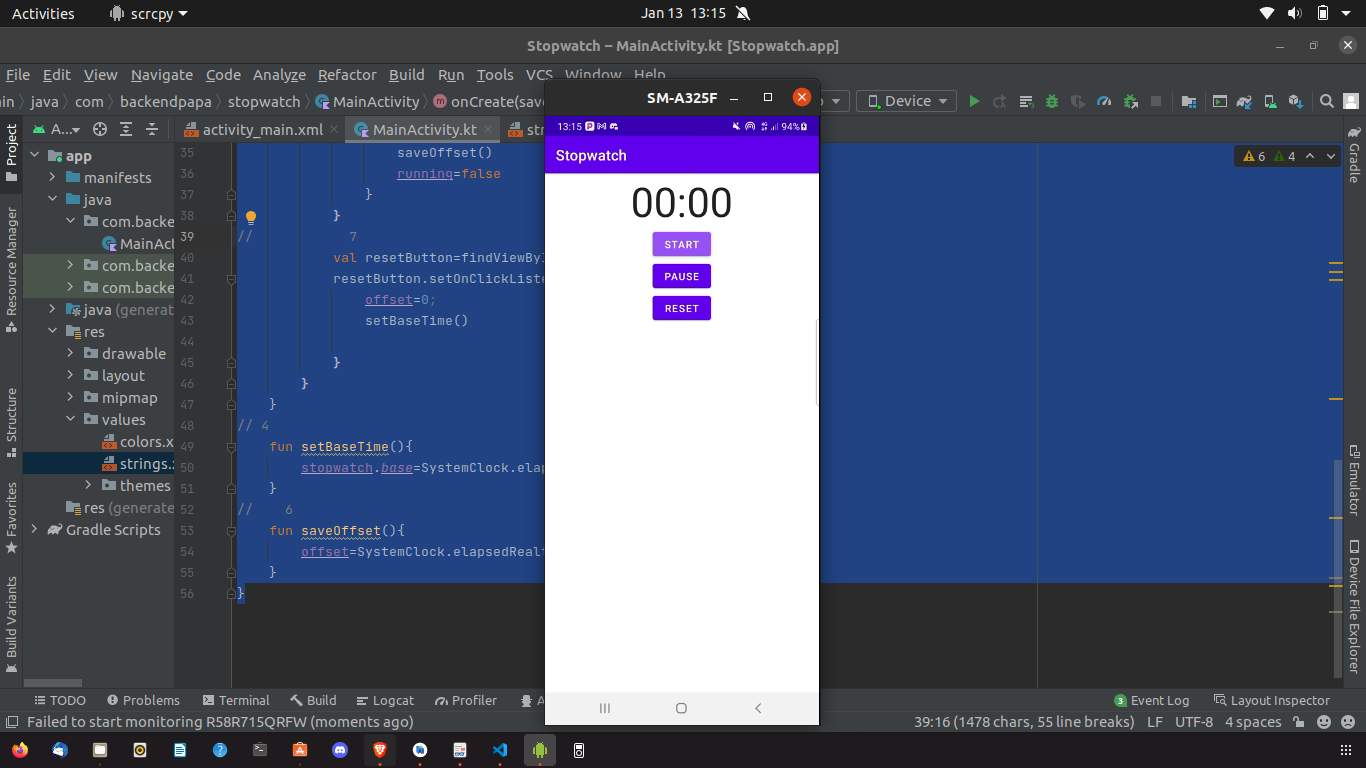 Activities scrcpy Jan 13 13:15
Stopwatch – MainActivity.kt [Stopwatch.app]
File Edit View Navigate Code Analyze Refactor Build Run Tools VCS Window Help
in java com backendpapa stopwatch MainActivity onCreate(save Device
SM-A325F
A... activity_main.xml MainActivity.kt str
Project
Resource Manager
Structure
Favorites
Build Variants
app
manifests
java
com.backe
MainAct
com.backe
com.backe
java (generat
res
drawable
layout
mipmap
values
colors.x
strings.x
themes
res (generate
Gradle Scripts
35 saveOffset()
36 running=false
37 }
38 }
39 // 7
40 val resetButton=findViewByI
41 resetButton.setOnClickListe
42 offset=0;
43 setBaseTime()
44
45 }
46 }
47 }
48 // 4
49 fun setBaseTime(){
50 stopwatch.base=SystemClock.elap
51 }
52 // 6
53 fun saveOffset(){
54 offset=SystemClock.elapsedRealt
55 }
56 }
13:15 94%
Stopwatch
00:00
START
PAUSE
RESET
6 4
Gradle
Emulator
Device File Explorer
TODO Problems Terminal Build Logcat Profiler A 3 Event Log Layout Inspector
Failed to start monitoring R58R715QRFW (moments ago) 39:16 (1478 chars, 55 line breaks) LF UTF-8 4 spaces